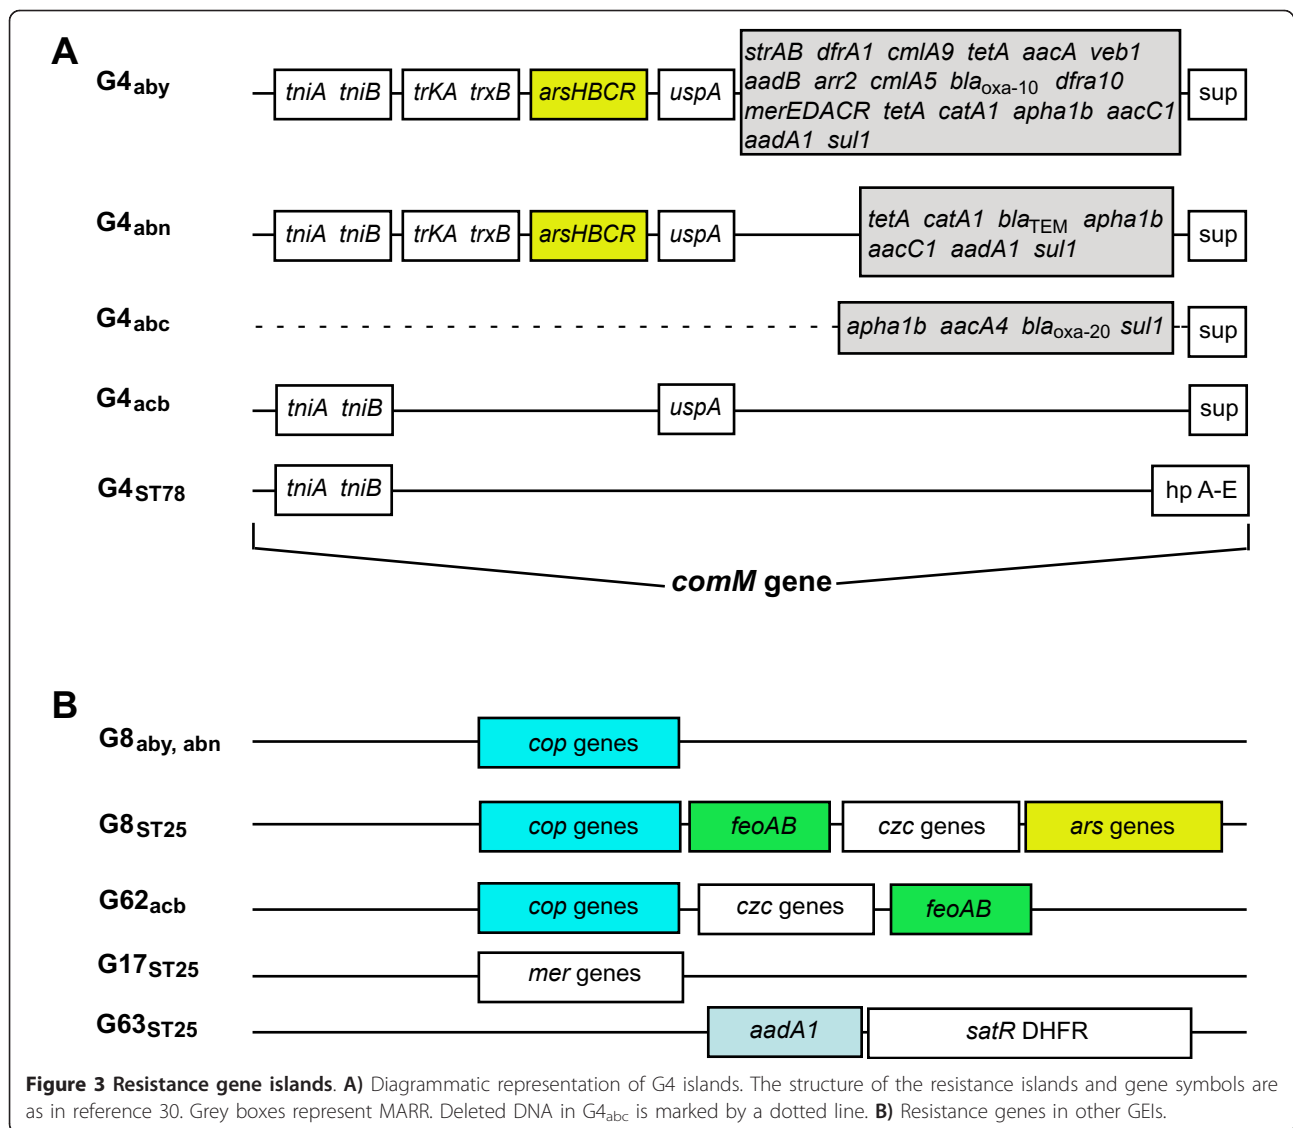 A
G4aby
tniA tniB
trKA trxB
arsHBCR
uspA
strAB dfrA1 cmlA9 tetA aacA veb1
aadB arr2 cmlA5 blaoxa-10 dfra10
merEDACR tetA catA1 apha1b aacC1
aadA1 sul1
sup
G4abn
tniA tniB
trKA trxB
arsHBCR
uspA
tetA catA1 blaTEM apha1b
aacC1 aadA1 sul1
sup
G4abc
apha1b aacA4 blaoxa-20 sul1
sup
G4acb
tniA tniB
uspA
sup
G4ST78
tniA tniB
hp A-E
comM gene
B
G8aby, abn
cop genes
G8ST25
cop genes
feoAB
czc genes
ars genes
G62acb
cop genes
czc genes
feoAB
G17ST25
mer genes
G63ST25
aadA1
satR DHFR
Figure 3 Resistance gene islands. A) Diagrammatic representation of G4 islands. The structure of the resistance islands and gene symbols are
as in reference 30. Grey boxes represent MARR. Deleted DNA in G4abc is marked by a dotted line. B) Resistance genes in other GEIs.